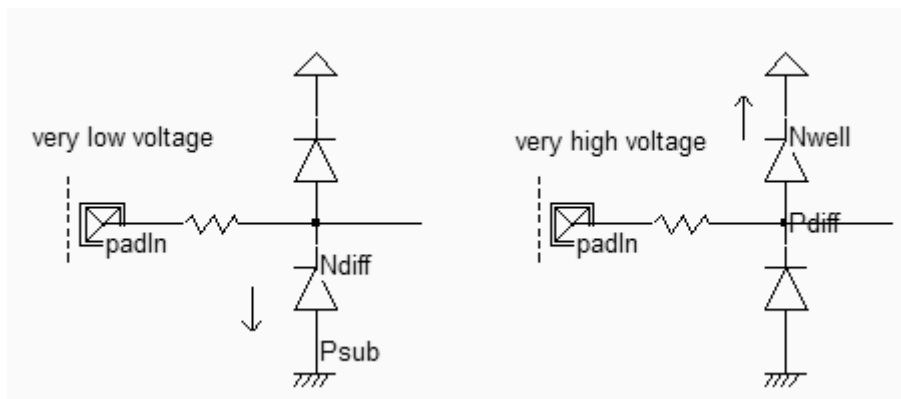 very low voltage
padIn
Ndiff
Psub
very high voltage
Nwell
padIn
Pdiff